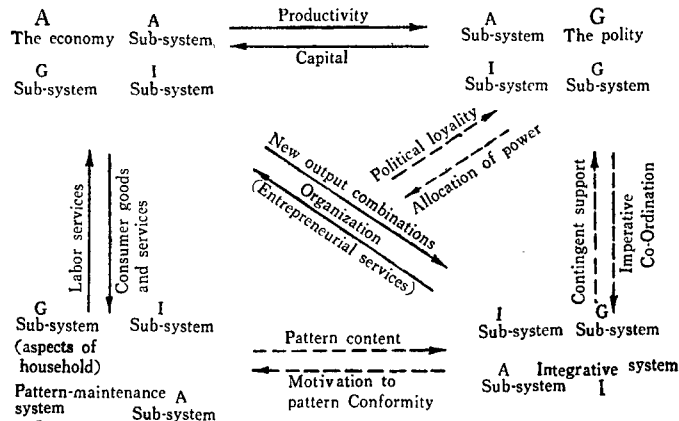 A
The economy
A
Sub-system
Productivity
Capital
A
Sub-system
G
The polity
G
Sub-system
I
Sub-system
I
Sub-system
G
Sub-system
Political loyality
Allocation of power
New output combinations
Organization
(Entrepreneurial services)
Labor services
Consumer goods
and services
Contingent support
Imperative
Co-Ordination
G
Sub-system
(aspects of
household)
I
Sub-system
Pattern content
Motivation to
pattern Conformity
I
Sub-system
G
Sub-system
Integrative system
A
Sub-system
I
Pattern-maintenance
system
A
Sub-system